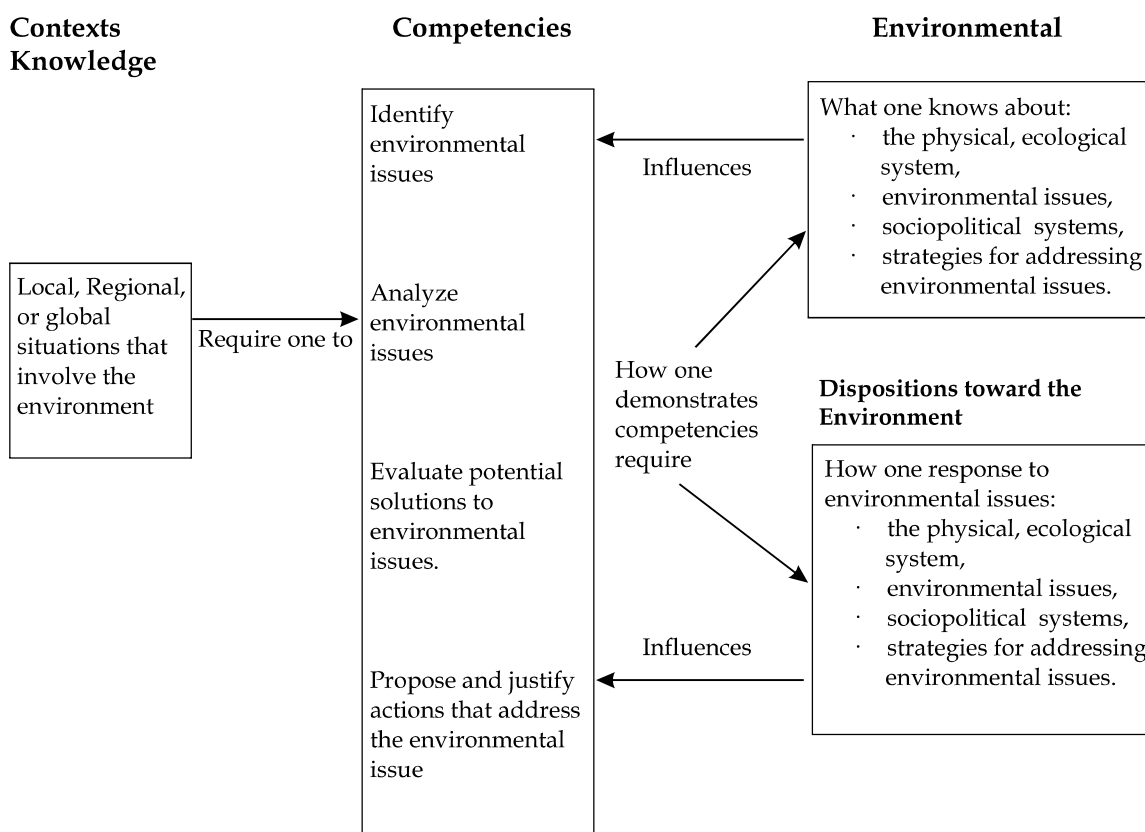 Contexts
Knowledge
Competencies
Environmental
Local, Regional,
or global
situations that
involve the
environment
Require one to
Identify
environmental
issues
Analyze
environmental
issues
Evaluate potential
solutions to
environmental
issues.
Propose and justify
actions that address
the environmental
issue
Influences
How one
demonstrates
competencies
require
Influences
What one knows about:
· the physical, ecological
system,
· environmental issues,
· sociopolitical systems,
· strategies for addressing
environmental issues.
Dispositions toward the
Environment
How one response to
environmental issues:
· the physical, ecological
system,
· environmental issues,
· sociopolitical systems,
· strategies for addressing
environmental issues.